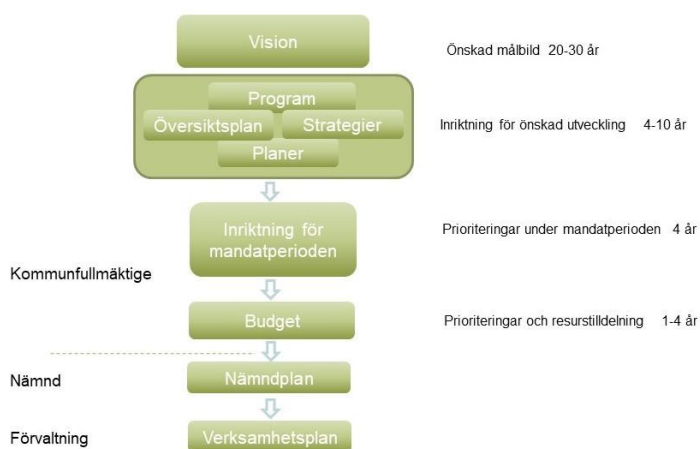 Vision
Önskad målbild 20-30 år
Program
Översiktsplan
Strategier
Inriktning för önskad utveckling 4-10 år
Planer
Inriktning för
mandatperioden
Prioriteringar under mandatperioden 4 år
Kommunfullmäktige
Budget
Prioriteringar och resurstilldelning 1-4 år
Nämnd
Nämndplan
Förvaltning
Verksamhetsplan